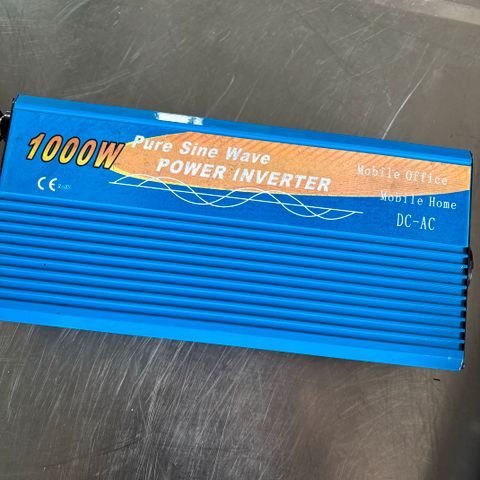 1000W
Pure Sine Wave
POWER INVERTER
Mobile Office
Mobile Home
DC-AC
CE